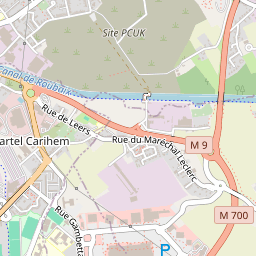 Site PCUK
Canal de Roubaix
Rue de Leers
Rue du Maréchal Leclerc
M 9
artel Carihem
M 700
Rue Gambetta
P